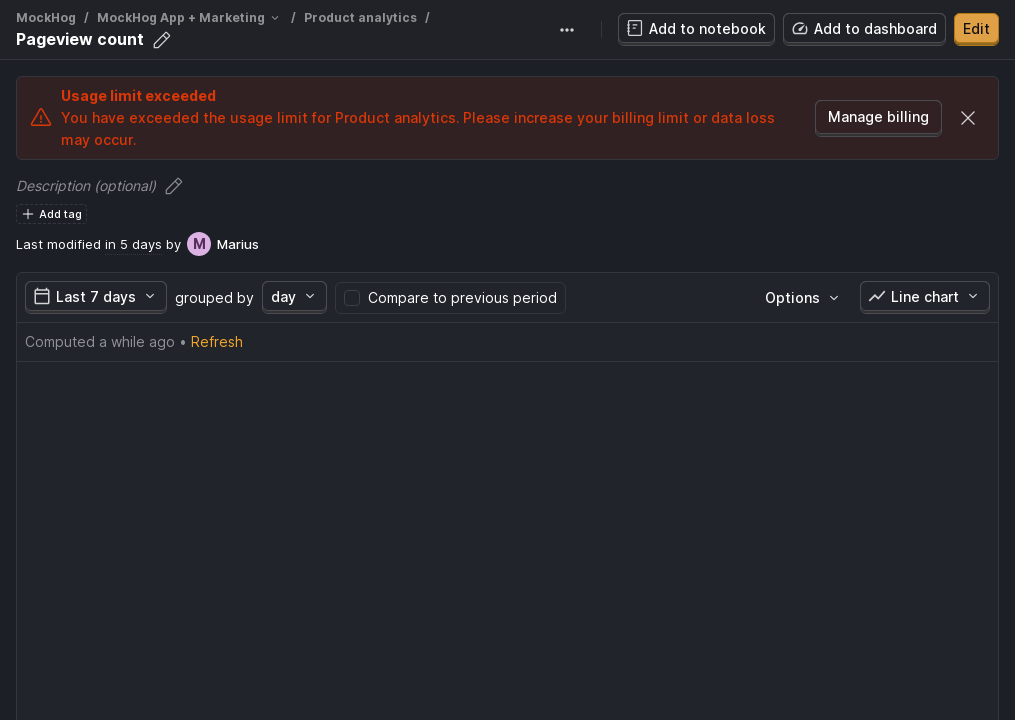 MockHog / MockHog App + Marketing / Product analytics /
Pageview count
Add to notebook
Add to dashboard
Edit
Usage limit exceeded
You have exceeded the usage limit for Product analytics. Please increase your billing limit or data loss
may occur.
Manage billing
Description (optional)
Add tag
Last modified in 5 days by M Marius
Last 7 days grouped by day Compare to previous period Options Line chart
Computed a while ago • Refresh